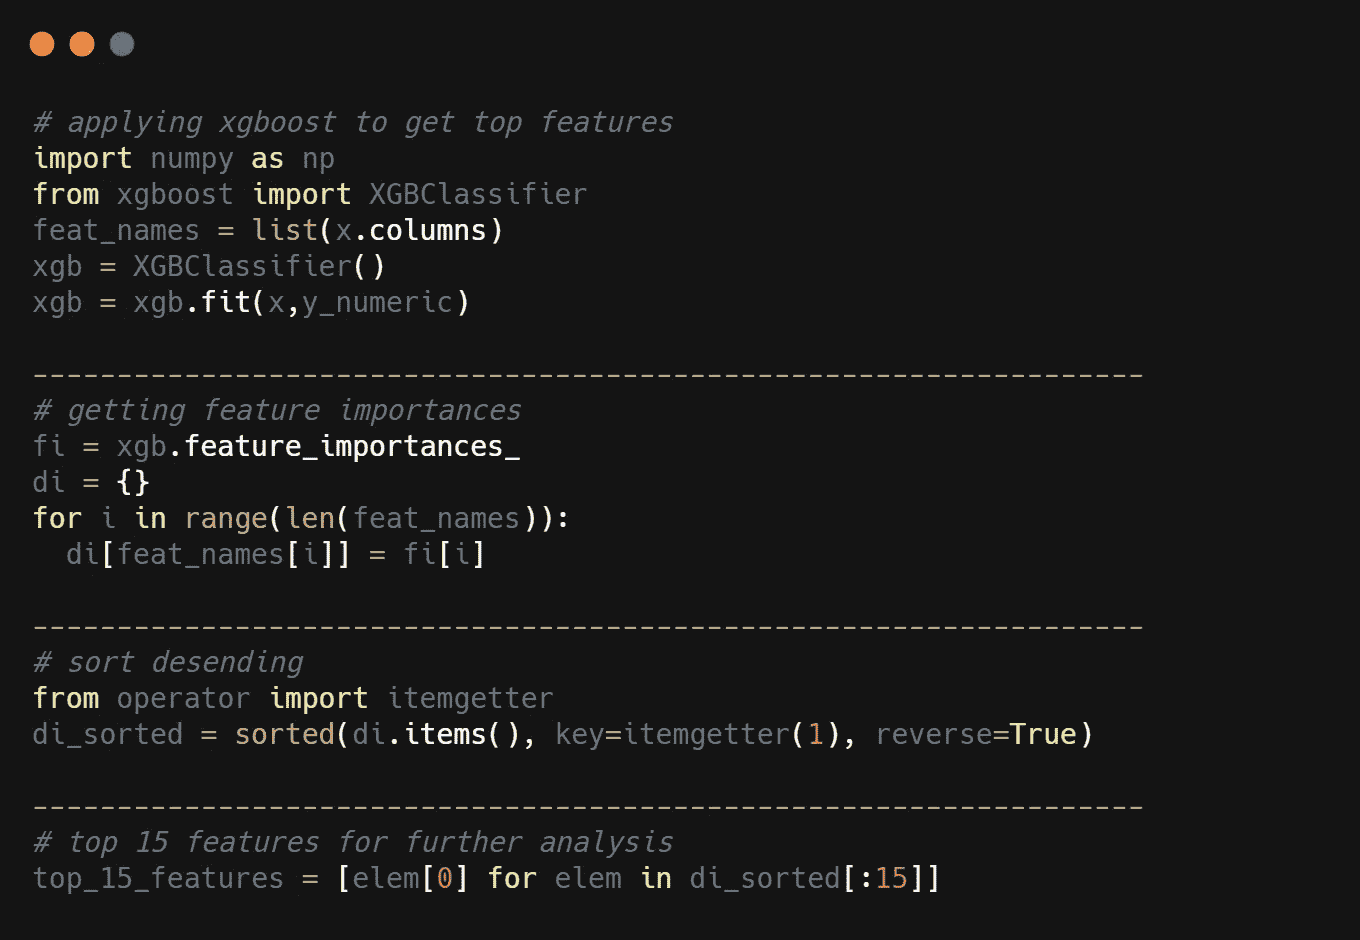 # applying xgboost to get top features
import numpy as np
from xgboost import XGBClassifier
feat_names = list(x.columns)
xgb = XGBClassifier()
xgb = xgb.fit(x,y_numeric)
------------------------------------------------------------------
# getting feature importances
fi = xgb.feature_importances_
di = {}
for i in range(len(feat_names)):
  di[feat_names[i]] = fi[i]
------------------------------------------------------------------
# sort desending
from operator import itemgetter
di_sorted = sorted(di.items(), key=itemgetter(1), reverse=True)
------------------------------------------------------------------
# top 15 features for further analysis
top_15_features = [elem[0] for elem in di_sorted[:15]]